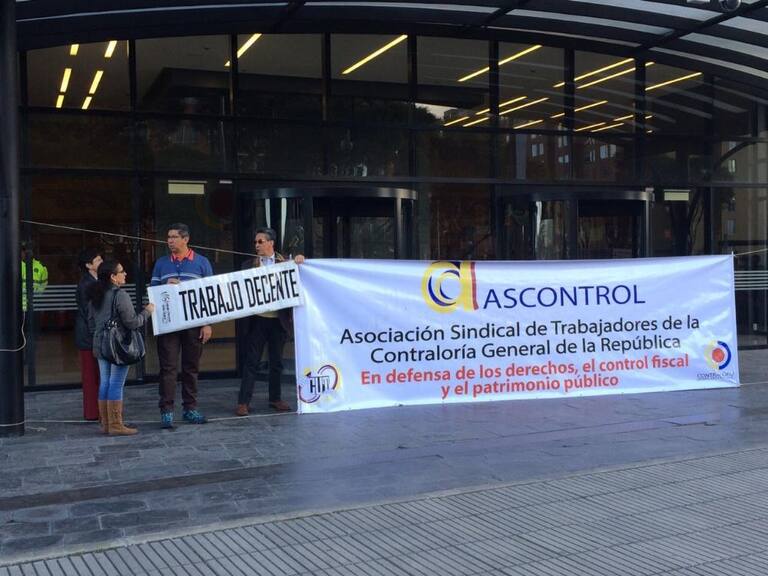 TRABAJO DECENTE
ASCONTROL
Asociación Sindical de Trabajadores de la
Contraloría General de la República
En defensa de los derechos, el control fiscal
y el patrimonio público